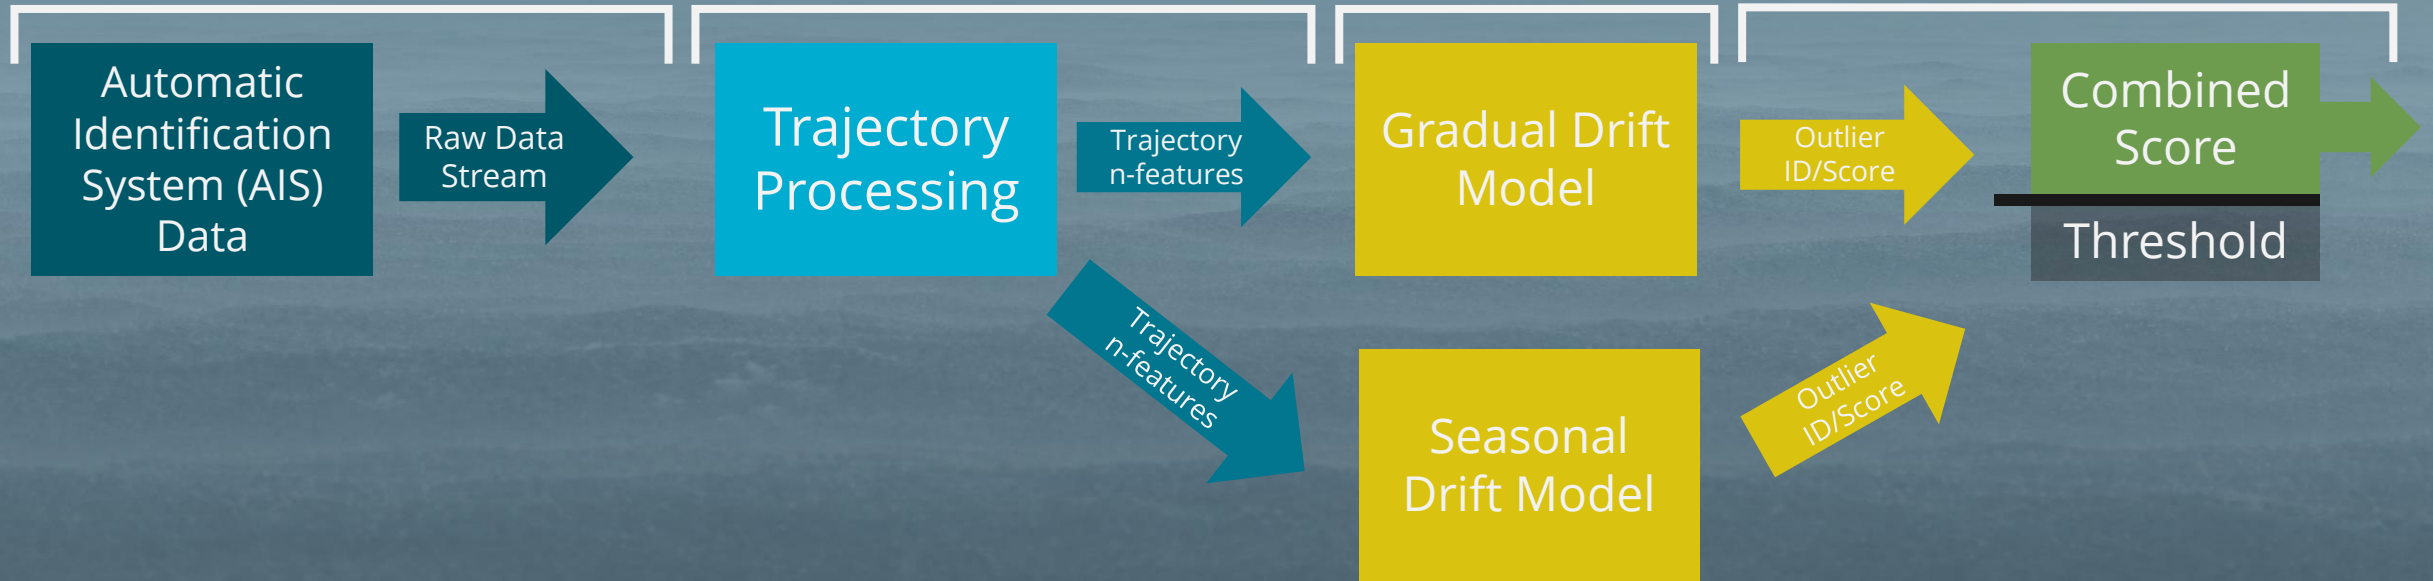 Automatic
Identification
System (AIS)
Data
Raw Data
Stream
Trajectory
Processing
Trajectory
n-features
Gradual Drift
Model
Outlier
ID/Score
Combined
Score
Threshold
Trajectory
n-features
Seasonal
Drift Model
Outlier
ID/Score